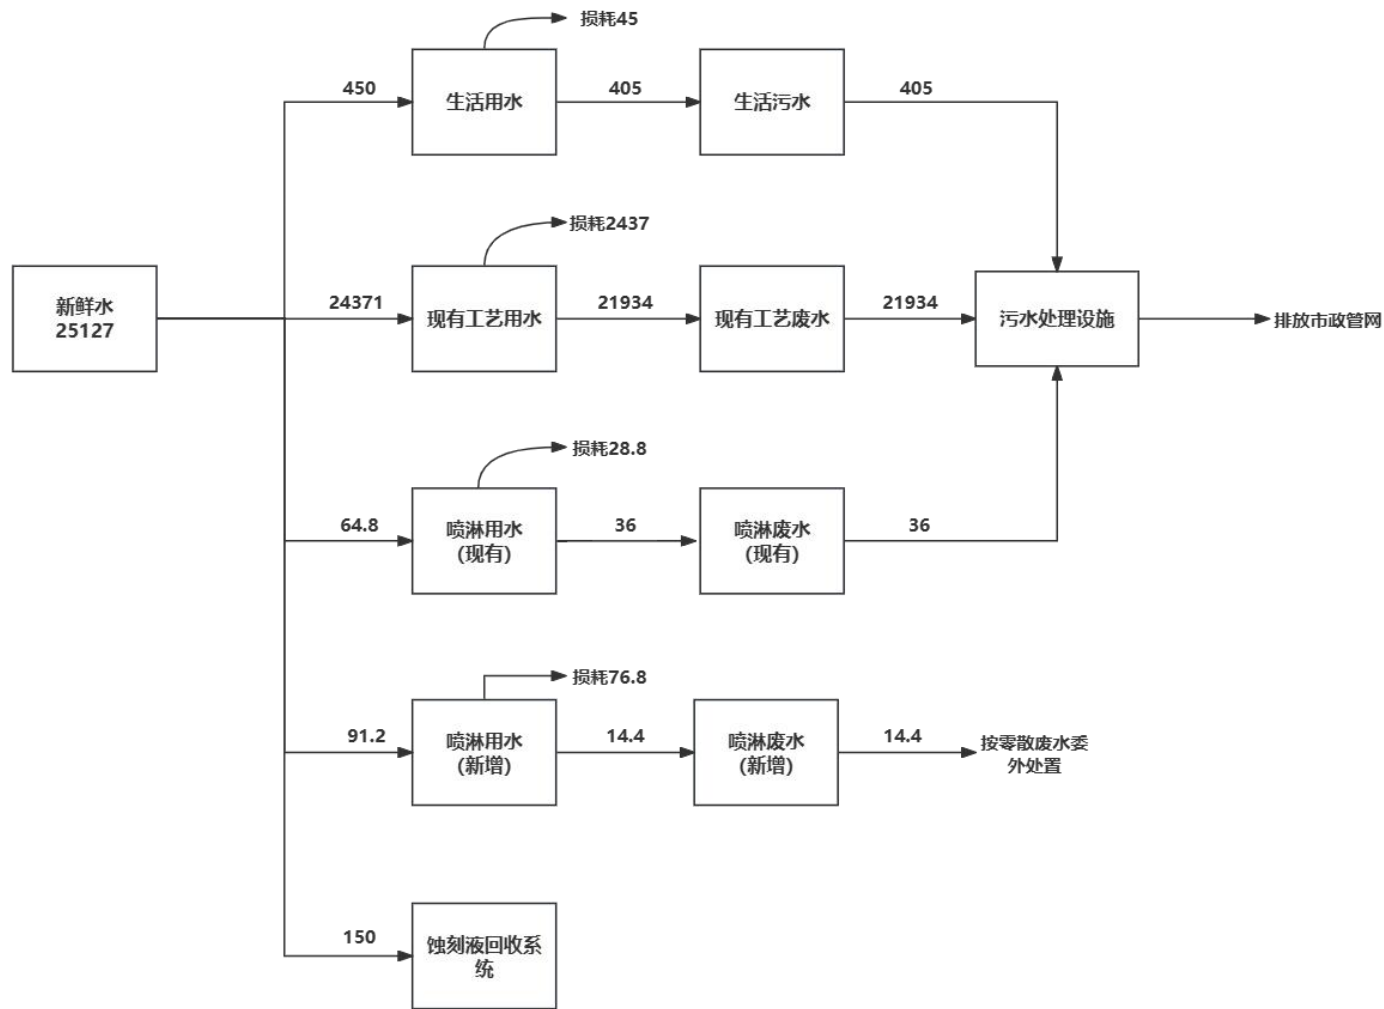 损耗45
450
生活用水
405
生活污水
405
损耗2437
新鲜水
25127
24371
现有工艺用水
21934
现有工艺废水
21934
污水处理设施
排放市政管网
损耗28.8
64.8
喷淋用水
(现有)
36
喷淋废水
(现有)
36
损耗76.8
91.2
喷淋用水
(新增)
14.4
喷淋废水
(新增)
14.4
按零散废水委
外处置
150
蚀刻液回收系
统